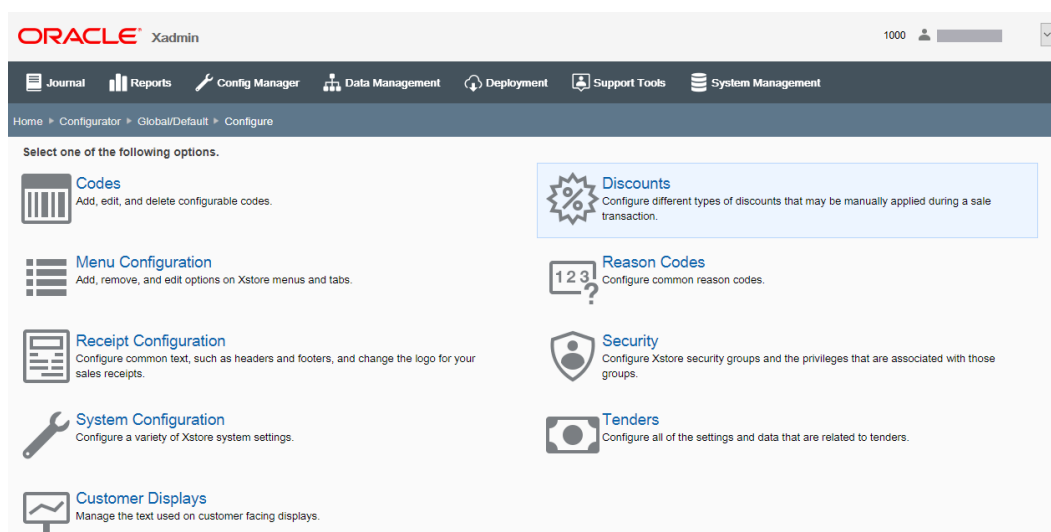 ORACLE® Xadmin
1000
Journal Reports Config Manager Data Management Deployment Support Tools System Management
Home Configurator Global/Default Configure
Select one of the following options.
Codes
Add, edit, and delete configurable codes.
Discounts
Configure different types of discounts that may be manually applied during a sale
transaction.
Menu Configuration
Add, remove, and edit options on Xstore menus and tabs.
123?
Reason Codes
Configure common reason codes.
Receipt Configuration
Configure common text, such as headers and footers, and change the logo for your
sales receipts.
Security
Configure Xstore security groups and the privileges that are associated with those
groups.
System Configuration
Configure a variety of Xstore system settings.
Tenders
Configure all of the settings and data that are related to tenders.
Customer Displays
Manage the text used on customer facing displays.